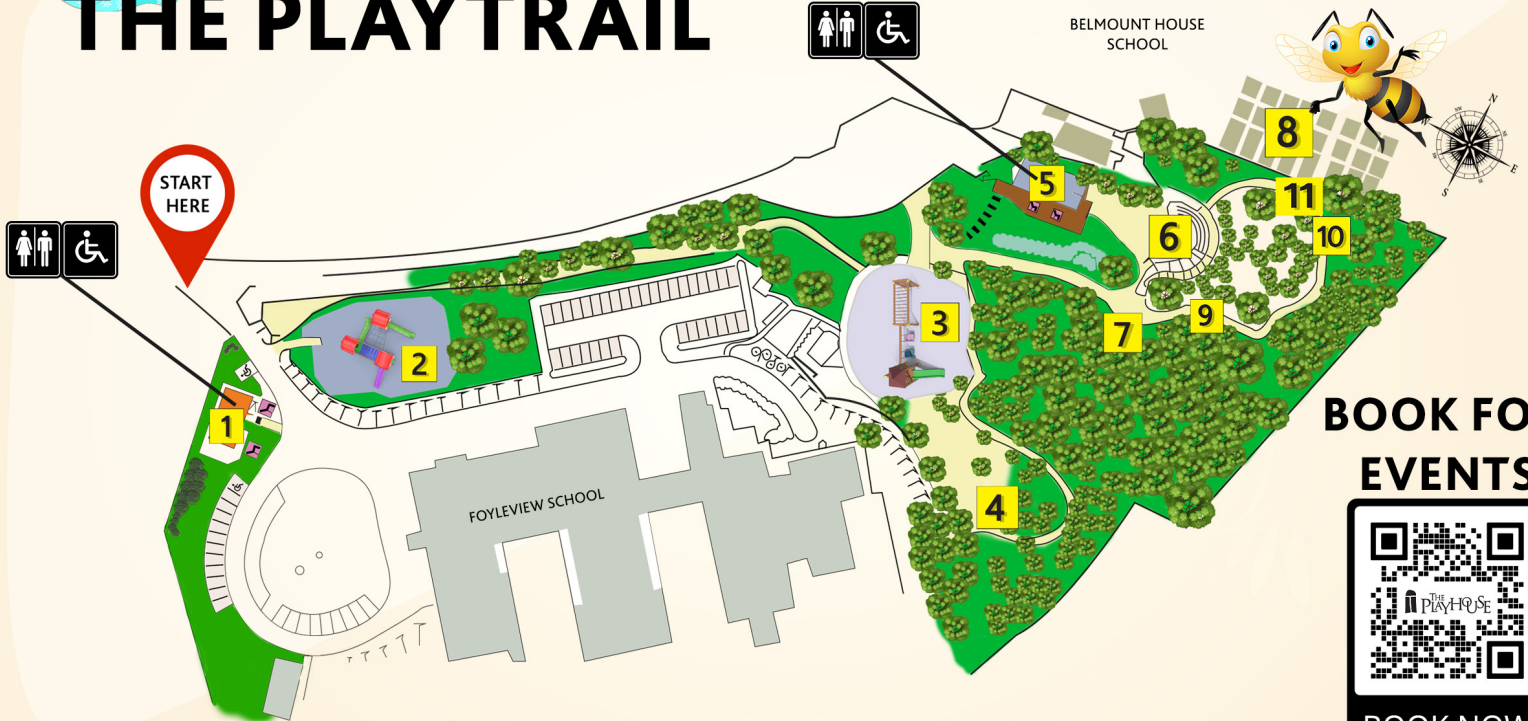 THE PLAYTRAIL
BELMOUNT HOUSE
SCHOOL
START
HERE
1
2
3
4
5
6
7
8
9
10
11
FOYLEVIEW SCHOOL
N
E
S
BOOK FO
EVENTS
THE
PLAYHOUSE
BOOK NOW